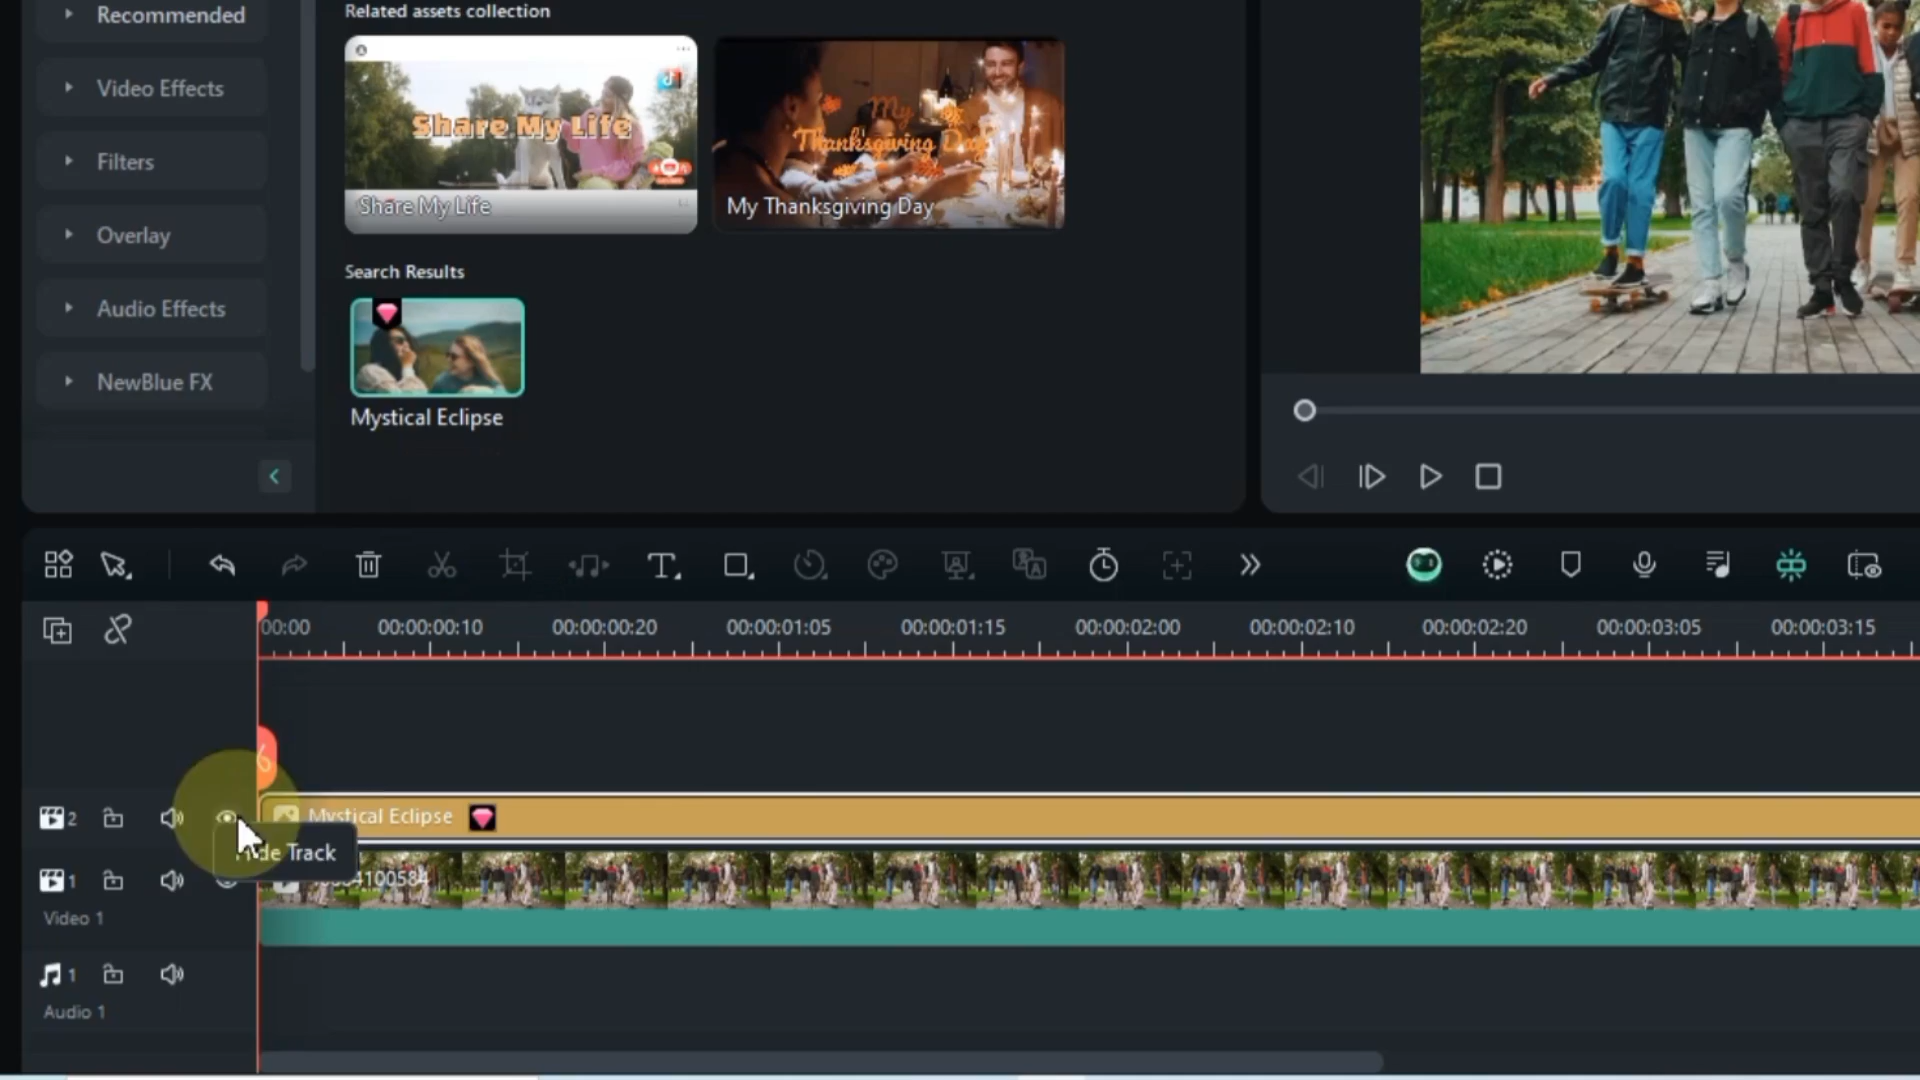 Recommended
Related assets collection
Video Effects
Filters
Overlay
Audio Effects
NewBlue FX
Share My Life
Share My Life
My
Thanksgiving Day
My Thanksgiving Day
Search Results
Mystical Eclipse
00:00
00:00:00:10
00:00:00:20
00:00:01:05
00:00:01:15
00:00:02:00
00:00:02:10
00:00:02:20
00:00:03:05
00:00:03:15
6
2
Mystical Eclipse
Track
1
4100584
Video 1
1
Audio 1